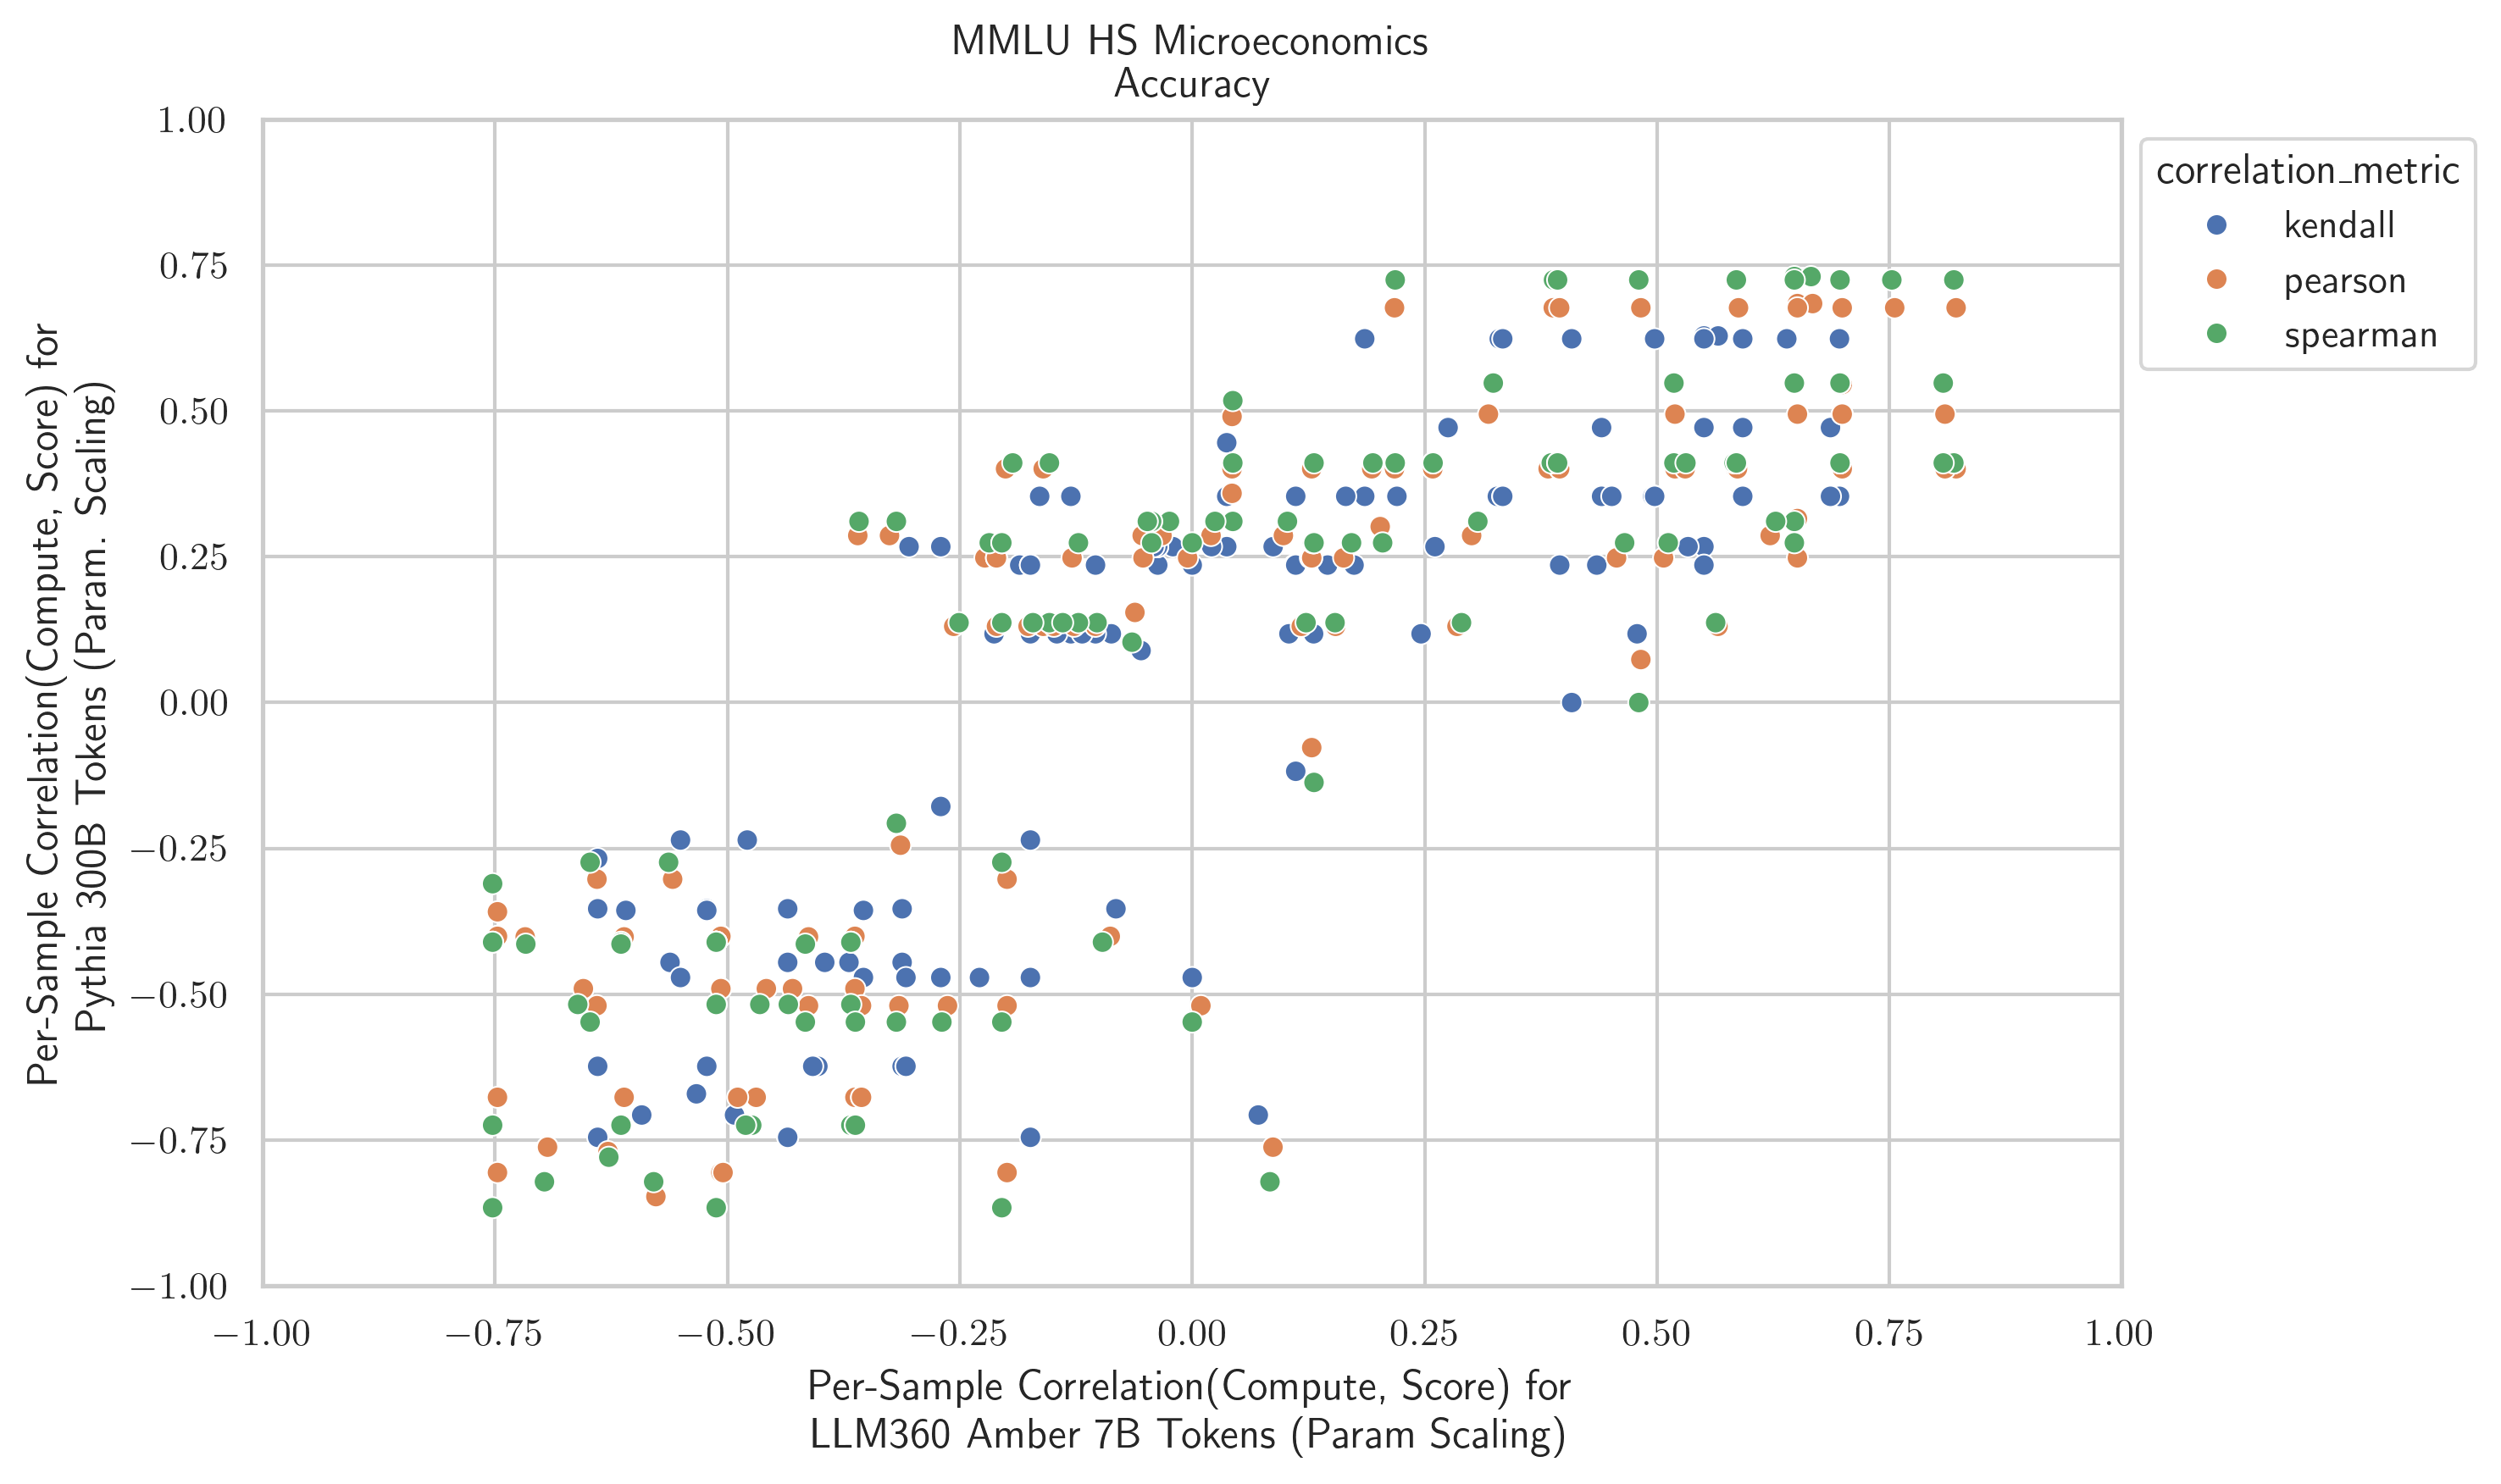 MMLU HS Microeconomics
Accuracy
Per-Sample Correlation(Compute, Score) for
Pythia 300B Tokens (Param. Scaling)
1.00
0.75
0.50
0.25
0.00
−0.25
−0.50
−0.75
−1.00
−1.00 −0.75 −0.50 −0.25 0.00 0.25 0.50 0.75 1.00
Per-Sample Correlation(Compute, Score) for
LLM360 Amber 7B Tokens (Param Scaling)
correlation_metric
kendall
pearson
spearman